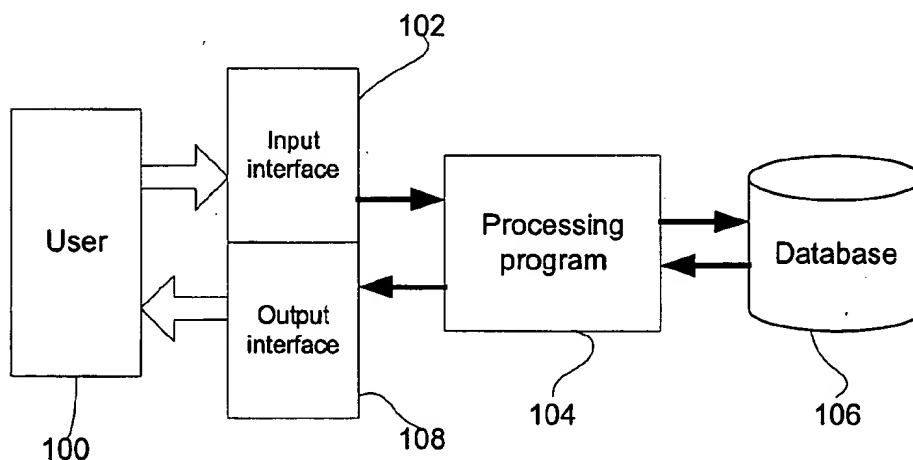 102
Input
interface
User
Processing
program
Database
Output
interface
100
108
104
106